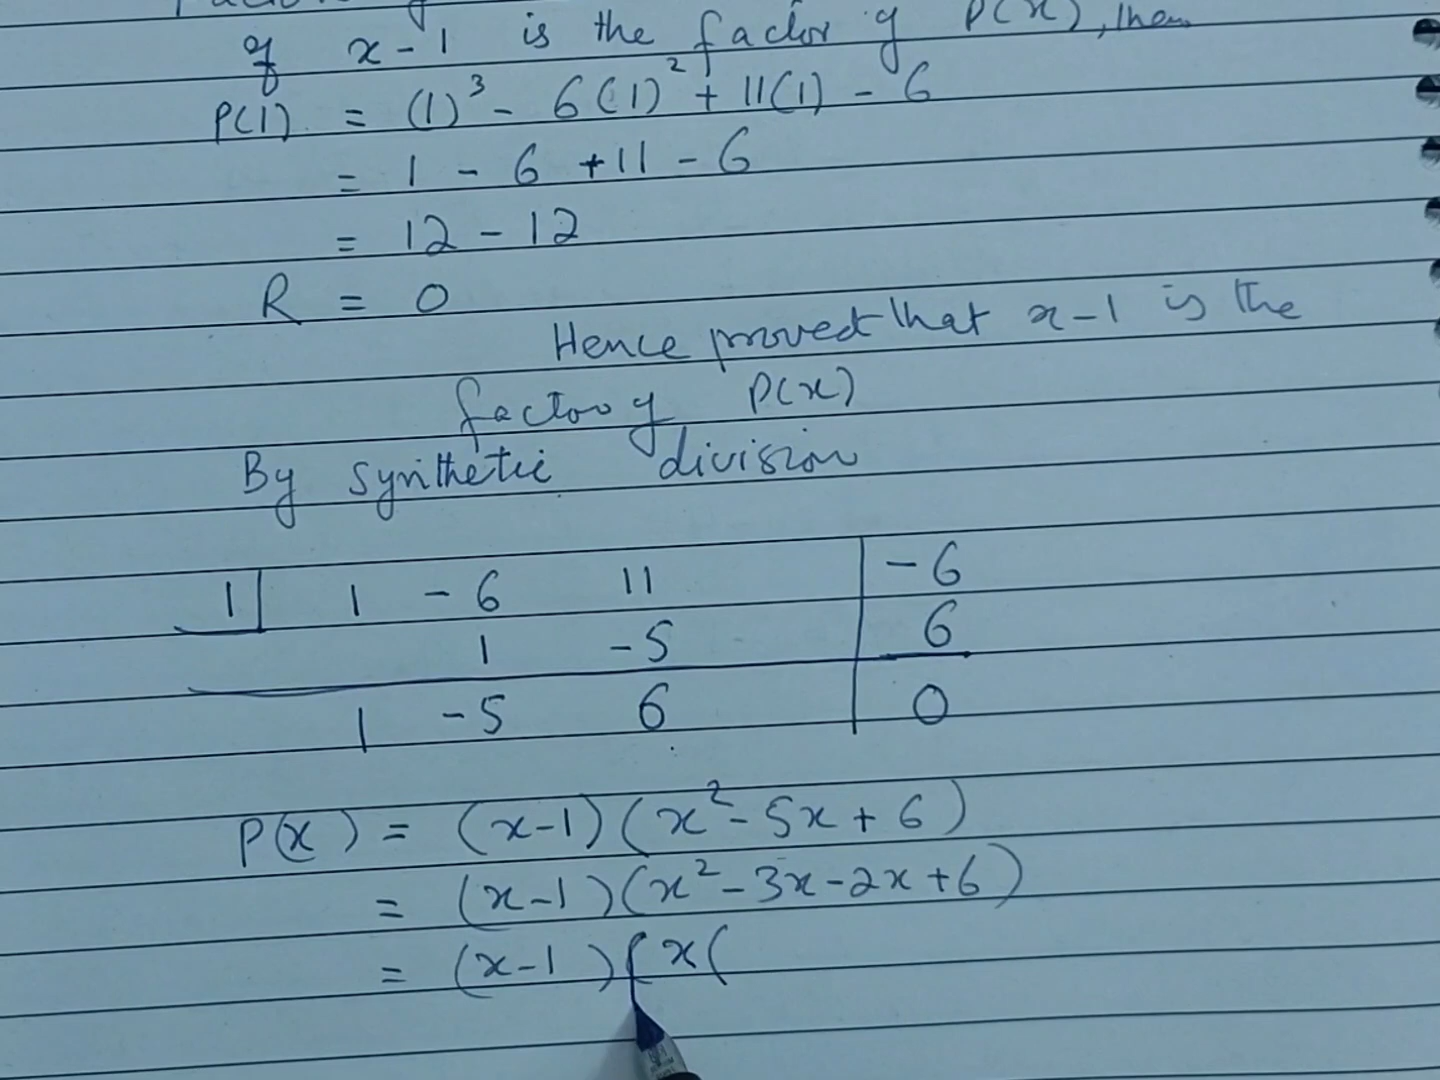 if x-1 is the factor of P(x), then
P(1) = (1)³ - 6(1)² + 11(1) - 6
= 1 - 6 + 11 - 6
= 12 - 12
R = 0
Hence proved that x-1 is the
factor of P(x)
By synthetic division
1 | 1 -6 11 | -6
1 -5 | 6
1 -5 6 | 0
P(x) = (x-1)(x²-5x+6)
= (x-1)(x²-3x-2x+6)
= (x-1)[x(